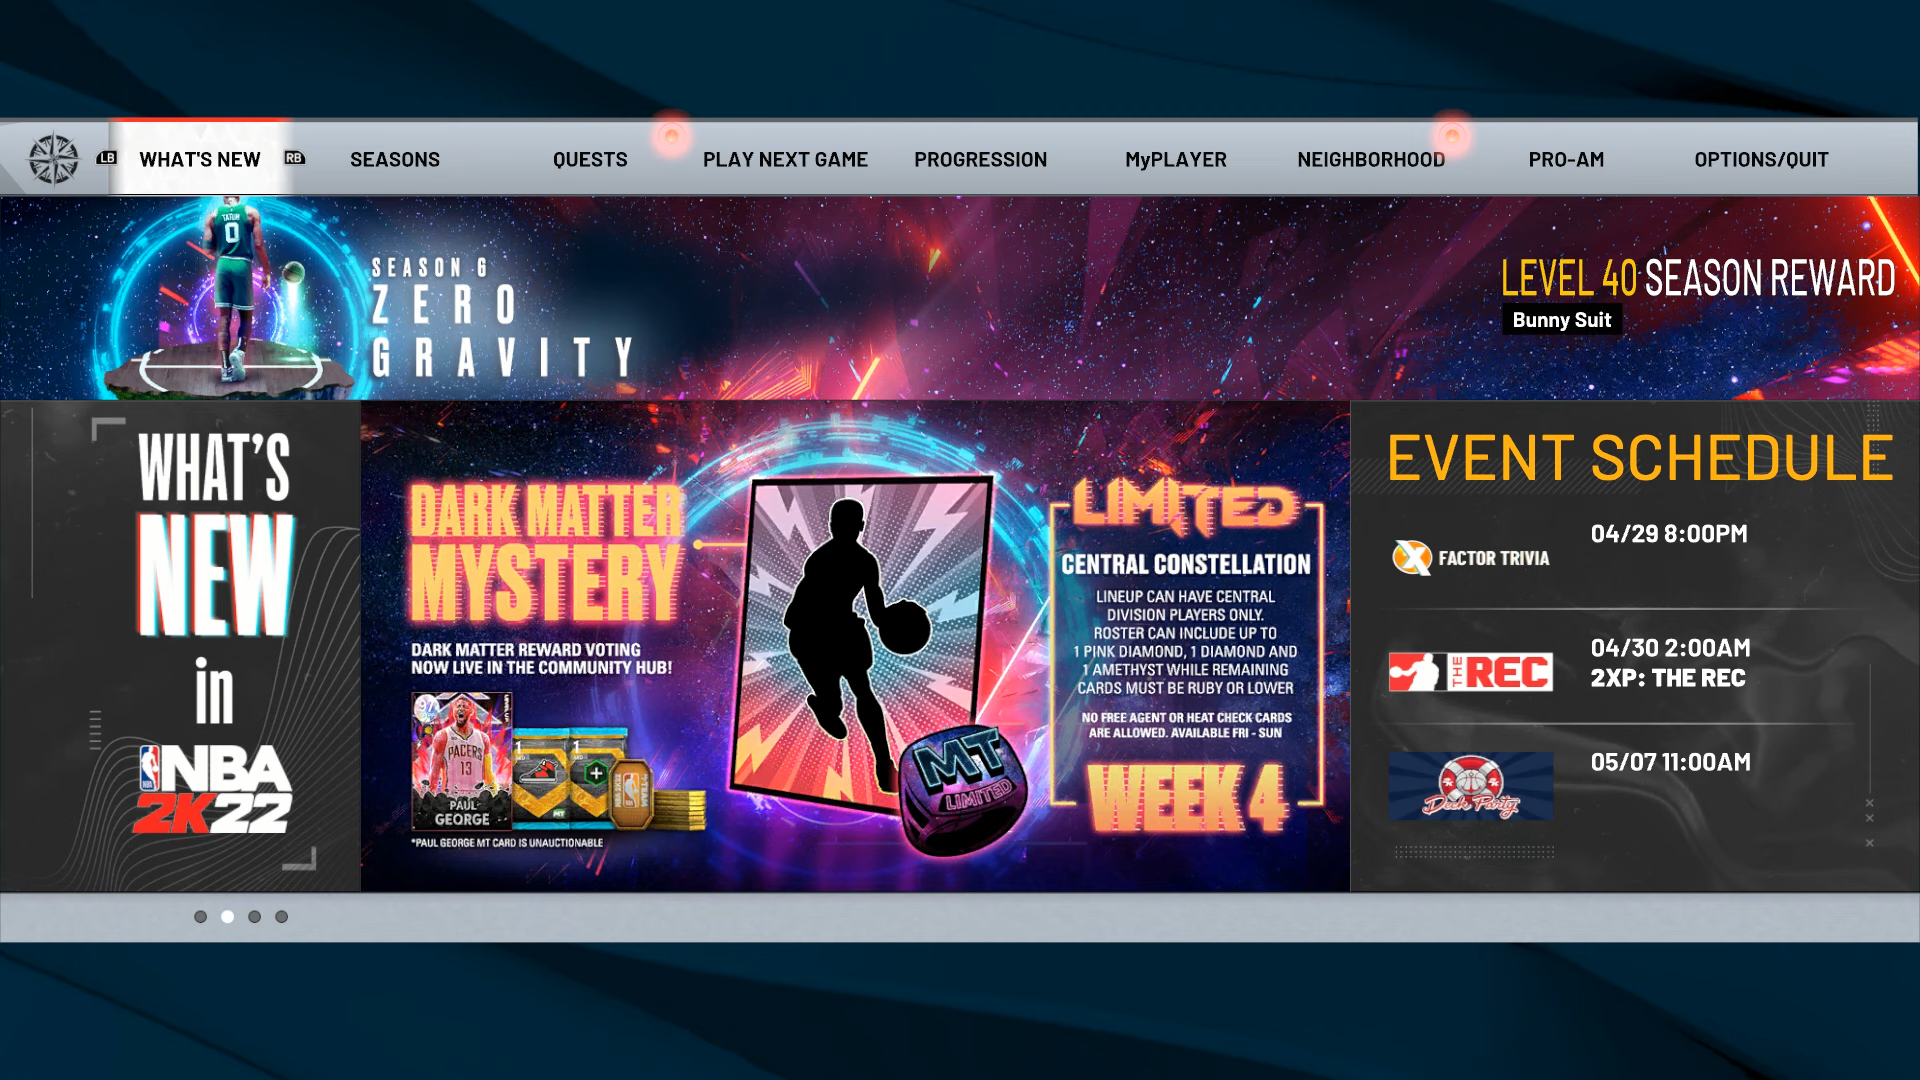 LB
WHAT'S NEW
RB
SEASONS
QUESTS
PLAY NEXT GAME
PROGRESSION
MyPLAYER
NEIGHBORHOOD
PRO-AM
OPTIONS/QUIT
TATUM
0
SEASON 6
ZERO
GRAVITY
LEVEL 40 SEASON REWARD
Bunny Suit
WHAT'S
NEW
in
NBA
2K22
DARK MATTER
MYSTERY
DARK MATTER REWARD VOTING
NOW LIVE IN THE COMMUNITY HUB!
97
PACERS
13
PAUL
GEORGE
1
1
MT
*PAUL GEORGE MT CARD IS UNAUCTIONABLE
MT
LIMITED
LIMITED
CENTRAL CONSTELLATION
LINEUP CAN HAVE CENTRAL
DIVISION PLAYERS ONLY.
ROSTER CAN INCLUDE UP TO
1 PINK DIAMOND, 1 DIAMOND AND
1 AMETHYST WHILE REMAINING
CARDS MUST BE RUBY OR LOWER
NO FREE AGENT OR HEAT CHECK CARDS
ARE ALLOWED. AVAILABLE FRI - SUN
WEEK 4
EVENT SCHEDULE
X FACTOR TRIVIA
04/29 8:00PM
THE REC
04/30 2:00AM
2XP: THE REC
Deck Party
05/07 11:00AM